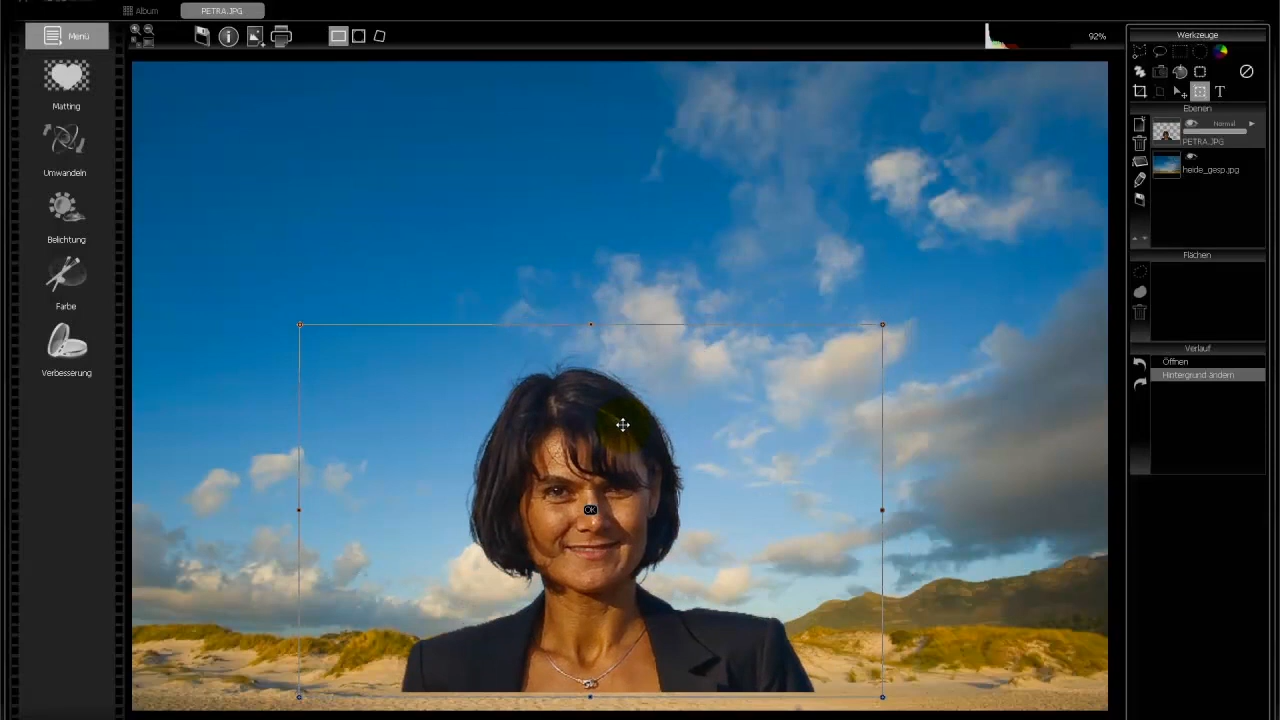 Album
PETRA.JPG
Menü
92%
Werkzeuge
Matting
Umwandeln
Belichtung
Farbe
Verbesserung
T
Ebenen
Normal
PETRA.JPG
heide_gesp.jpg
Flächen
Verlauf
Öffnen
Hintergrund ändern
OK